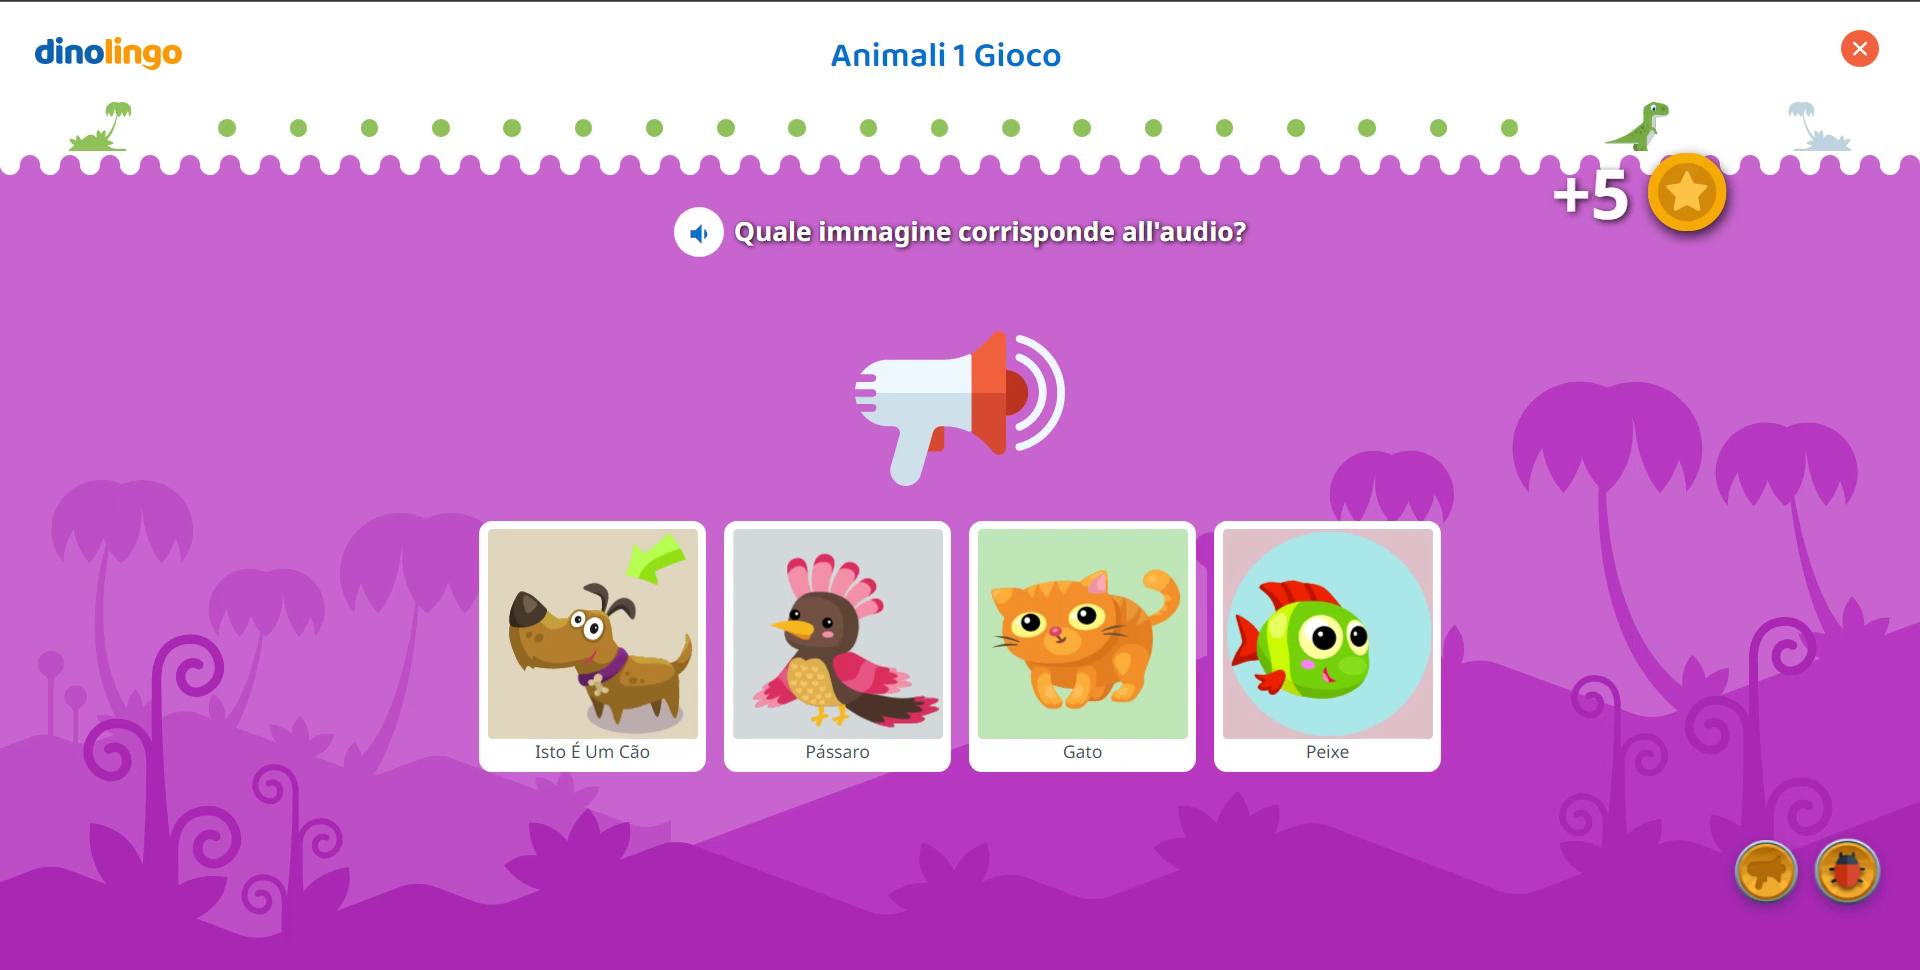 dinolingo
Animali 1 Gioco
+5
Quale immagine corrisponde all'audio?
Isto É Um Cão
Pássaro
Gato
Peixe